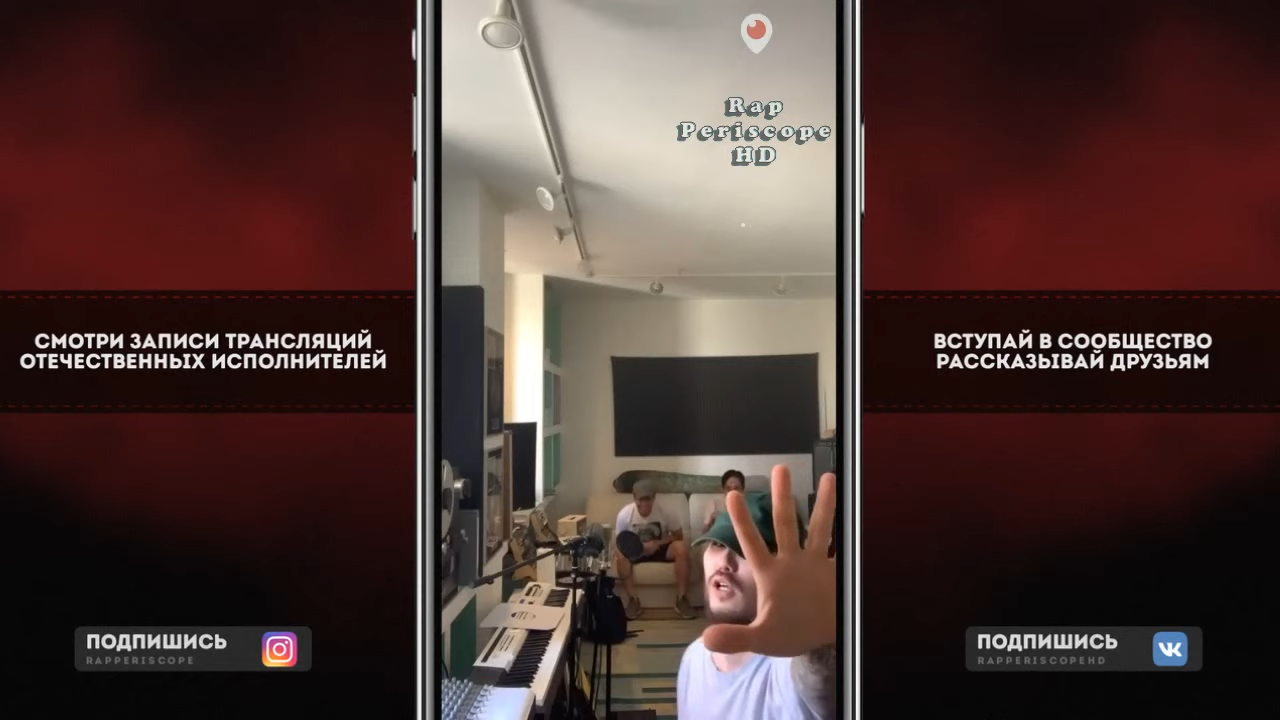 Rap
Periscope
HD
СМОТРИ ЗАПИСИ ТРАНСЛЯЦИЙ
ОТЕЧЕСТВЕННЫХ ИСПОЛНИТЕЛЕЙ
ВСТУПАЙ В СООБЩЕСТВО
РАССКАЗЫВАЙ ДРУЗЬЯМ
ПОДПИШИСЬ
RAPPERISCOPE
ПОДПИШИСЬ
RAPPERISCOPEHD